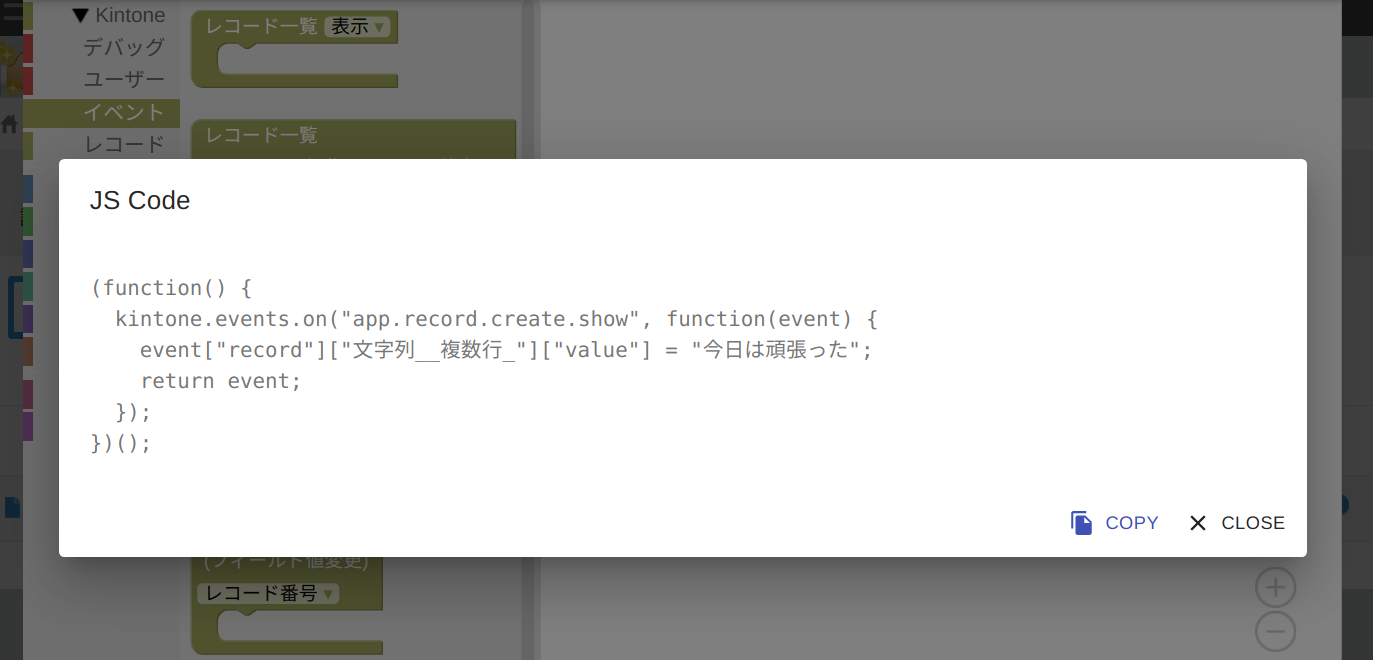 ▼ Kintone
デバッグ
ユーザー
イベント
レコード
レコード一覧 表示 ▼
レコード一覧
JS Code
(function() {
  kintone.events.on("app.record.create.show", function(event) {
    event["record"]["文字列__複数行_"]["value"] = "今日は頑張った";
    return event;
  });
})();
COPY
CLOSE
(フィールド値変更)
レコード番号 ▼